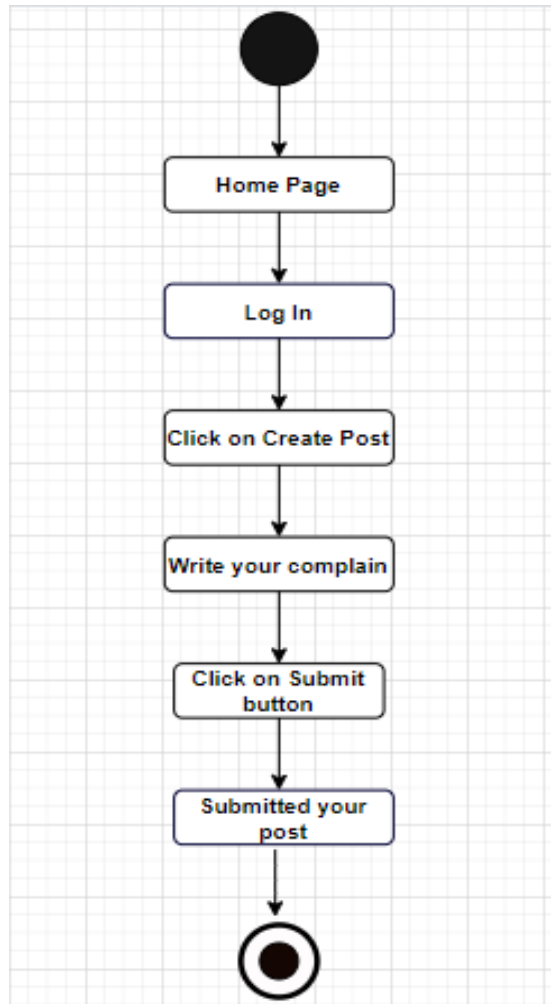 Home Page
Log In
Click on Create Post
Write your complain
Click on Submit
button
Submitted your
post